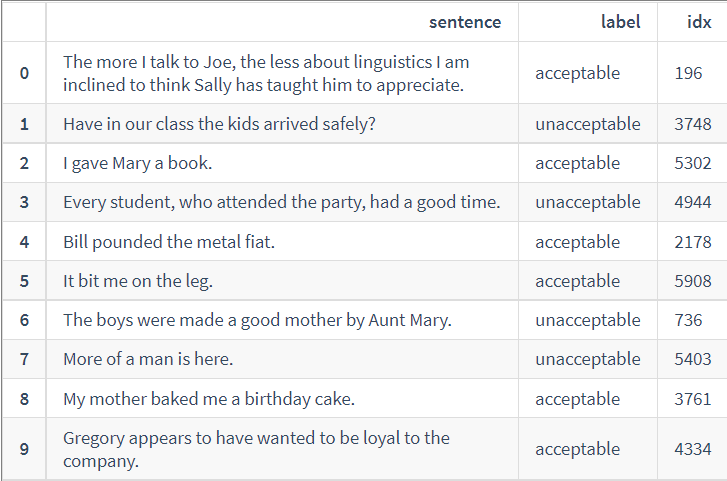 sentence label idx
0 The more I talk to Joe, the less about linguistics I am
inclined to think Sally has taught him to appreciate. acceptable 196
1 Have in our class the kids arrived safely? unacceptable 3748
2 I gave Mary a book. acceptable 5302
3 Every student, who attended the party, had a good time. unacceptable 4944
4 Bill pounded the metal fiat. acceptable 2178
5 It bit me on the leg. acceptable 5908
6 The boys were made a good mother by Aunt Mary. unacceptable 736
7 More of a man is here. unacceptable 5403
8 My mother baked me a birthday cake. acceptable 3761
9 Gregory appears to have wanted to be loyal to the
company. acceptable 4334